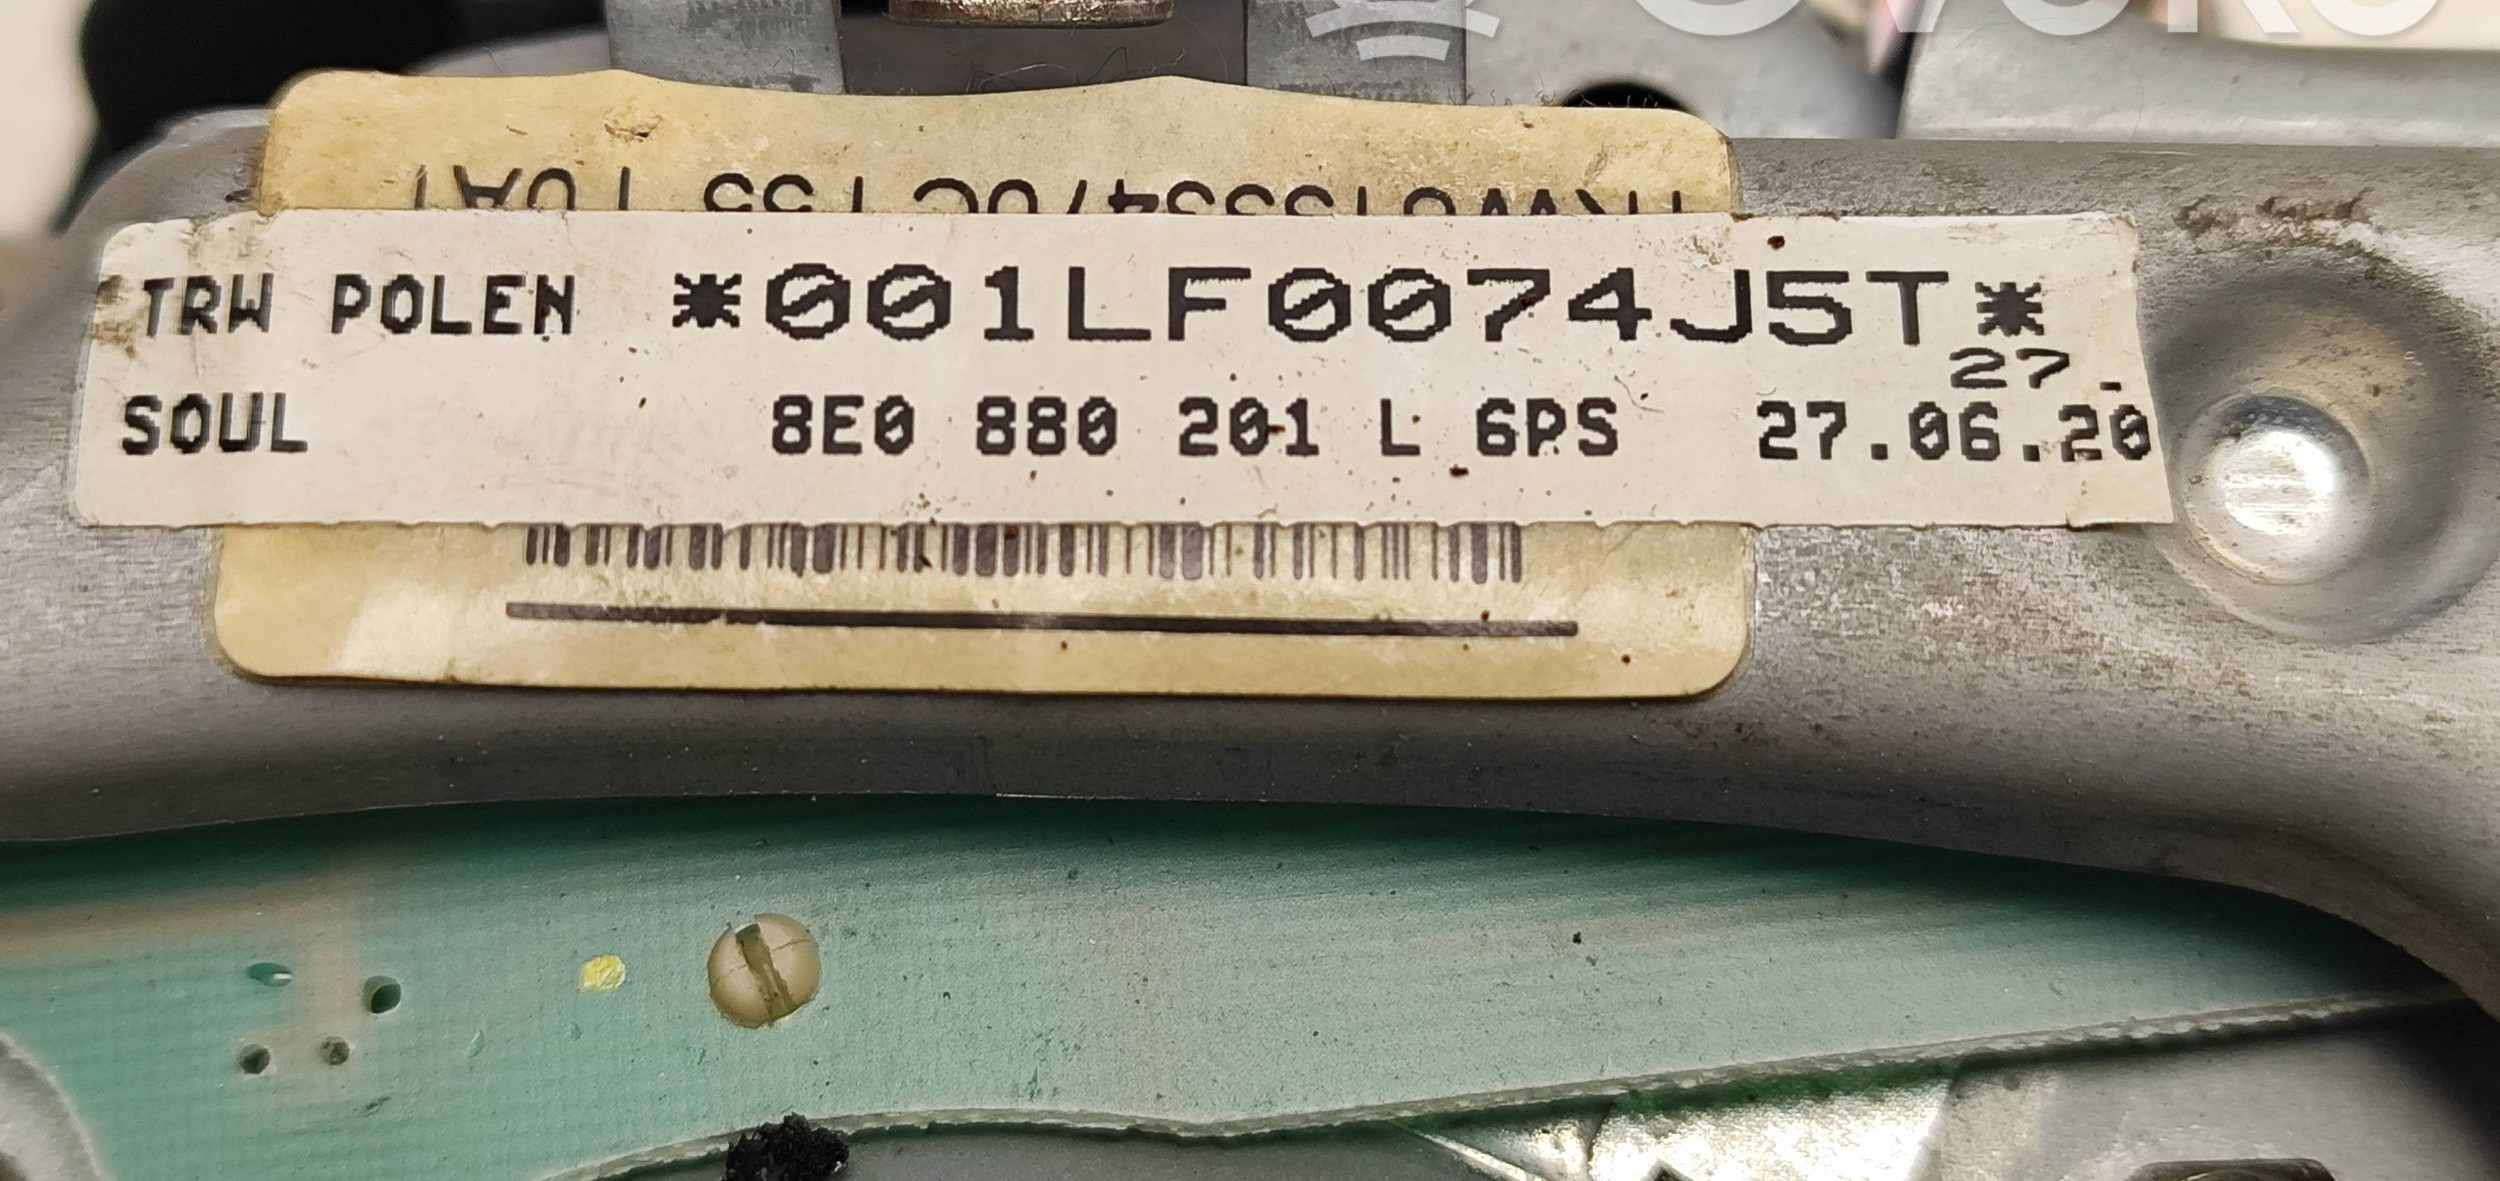 TRW POLEN *001LF0074J5T*
27.
SOUL 8E0 880 201 L 6PS 27.06.20